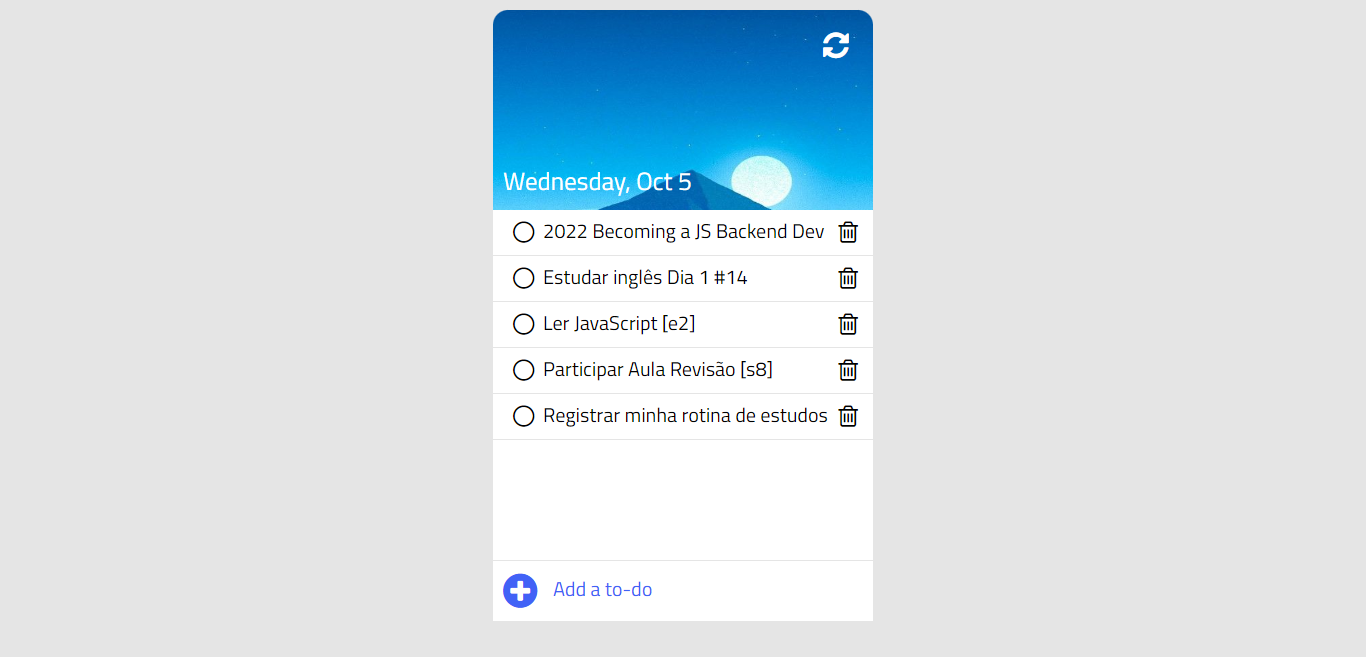 Wednesday, Oct 5
2022 Becoming a JS Backend Dev
Estudar inglês Dia 1 #14
Ler JavaScript [e2]
Participar Aula Revisão [s8]
Registrar minha rotina de estudos
Add a to-do